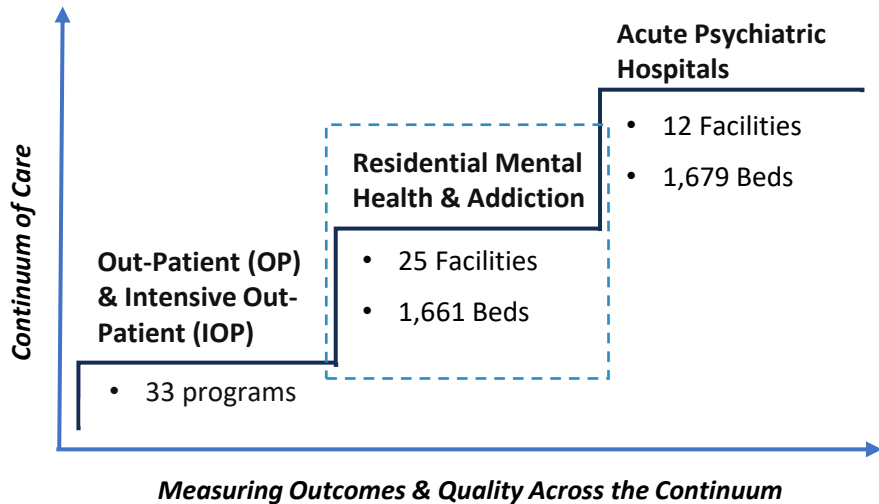 Acute Psychiatric
Hospitals
• 12 Facilities
• 1,679 Beds
Residential Mental
Health & Addiction
• 25 Facilities
• 1,661 Beds
Out-Patient (OP)
& Intensive Out-
Patient (IOP)
• 33 programs
Continuum of Care
Measuring Outcomes & Quality Across the Continuum